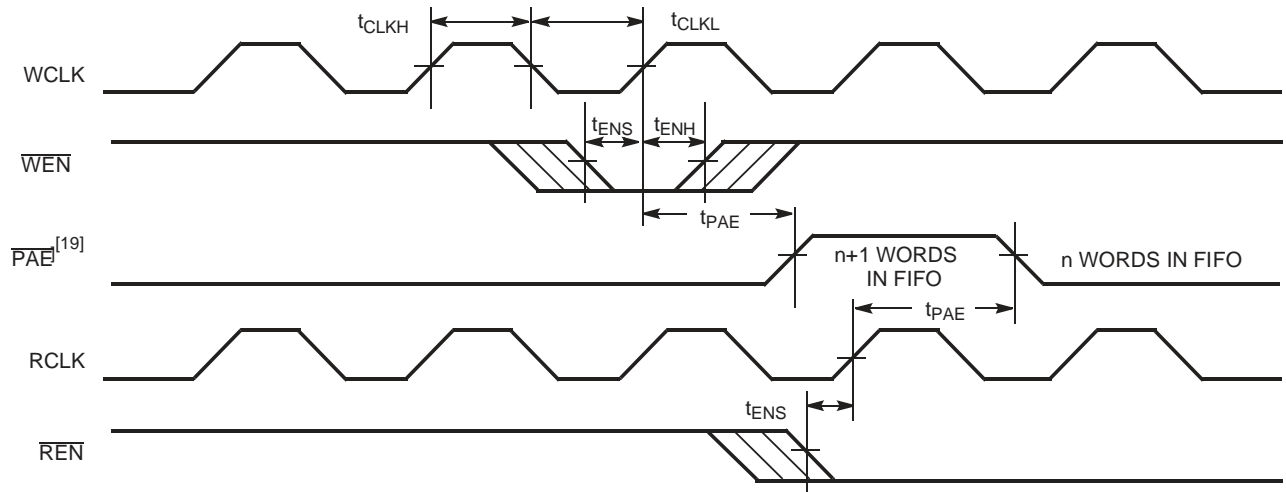 tCLKH
tCLKL
WCLK
tENS
tENH
WEN
tPAE
PAE [19]
n+1 WORDS
IN FIFO
n WORDS IN FIFO
tPAE
RCLK
tENS
REN